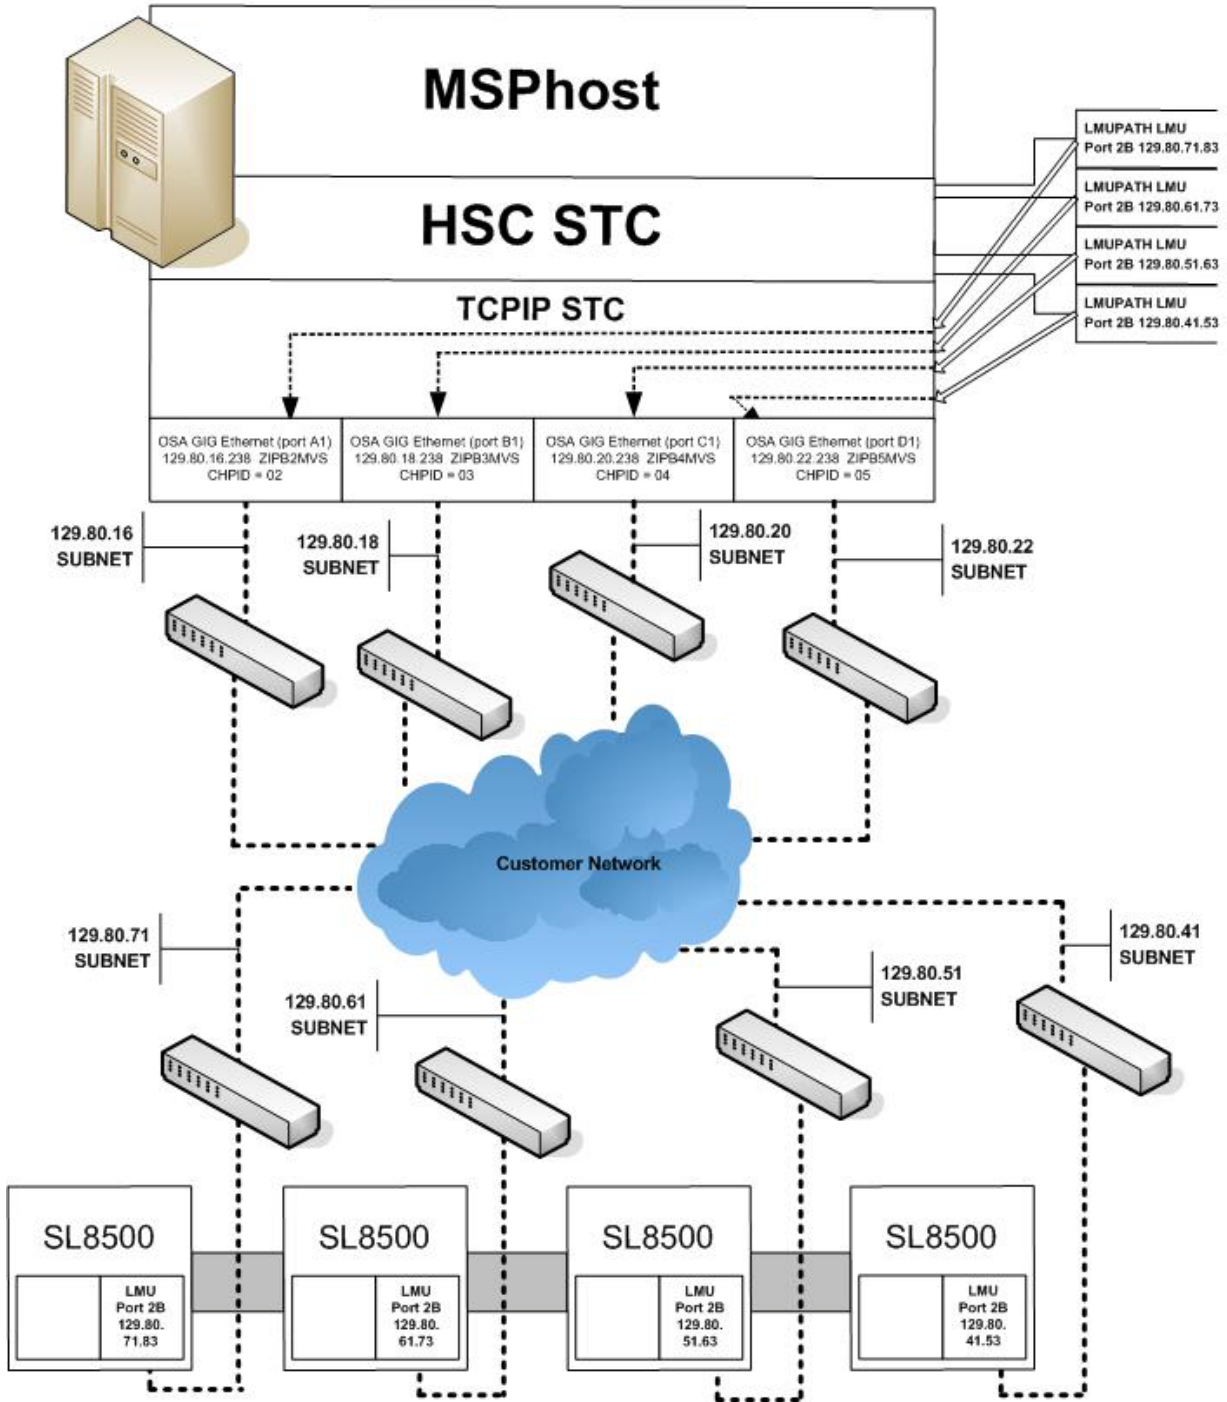 MSPhost
HSC STC
TCPIP STC
LMUPATH LMU
Port 2B 129.80.71.83
LMUPATH LMU
Port 2B 129.80.61.73
LMUPATH LMU
Port 2B 129.80.51.63
LMUPATH LMU
Port 2B 129.80.41.53
OSA GIG Ethernet (port A1)
129.80.16.238 ZIPB2MVS
CHPID = 02
OSA GIG Ethernet (port B1)
129.80.18.238 ZIPB3MVS
CHPID = 03
OSA GIG Ethernet (port C1)
129.80.20.238 ZIPB4MVS
CHPID = 04
OSA GIG Ethernet (port D1)
129.80.22.238 ZIPB5MVS
CHPID = 05
129.80.16
SUBNET
129.80.18
SUBNET
129.80.20
SUBNET
129.80.22
SUBNET
Customer Network
129.80.71
SUBNET
129.80.61
SUBNET
129.80.51
SUBNET
129.80.41
SUBNET
SL8500
LMU
Port 2B
129.80.
71.83
SL8500
LMU
Port 2B
129.80.
61.73
SL8500
LMU
Port 2B
129.80.
51.63
SL8500
LMU
Port 2B
129.80.
41.53